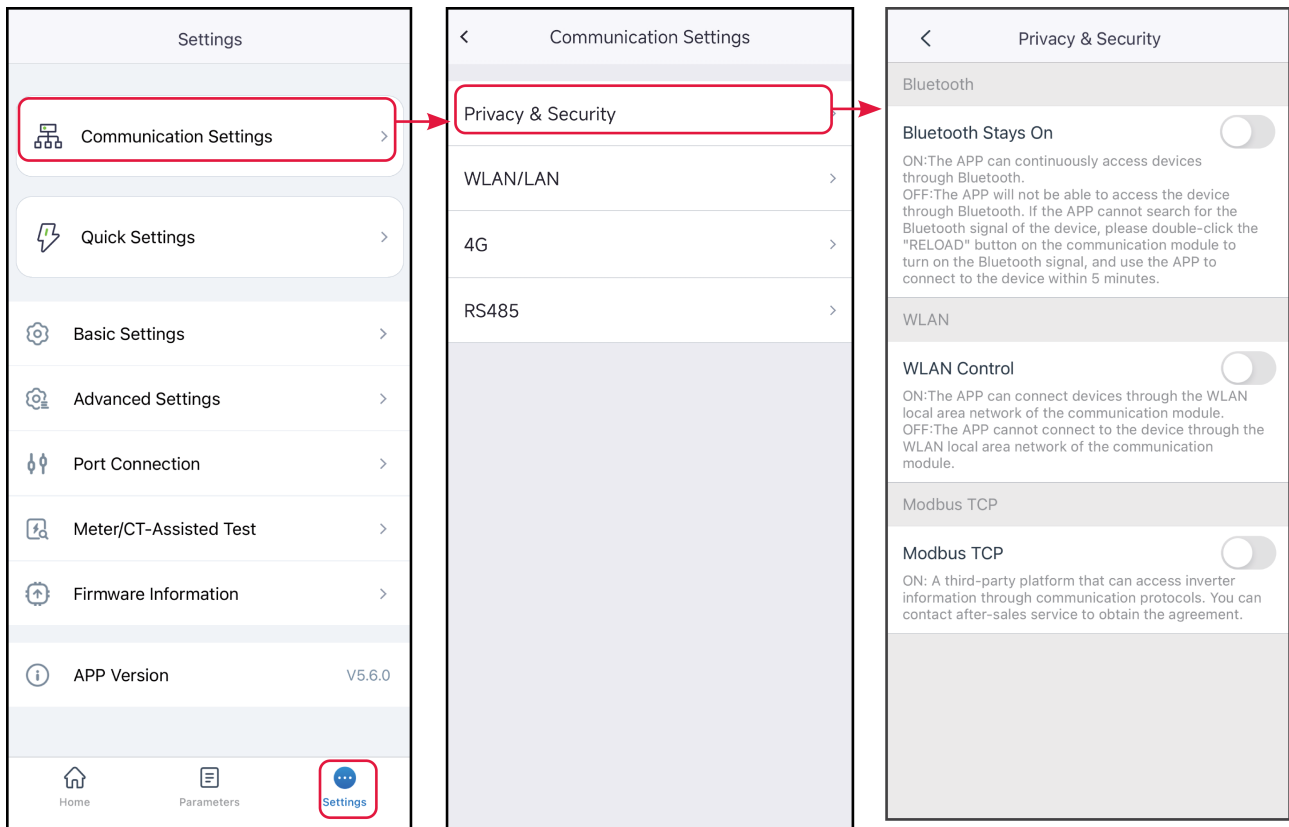 Settings
Communication Settings
Quick Settings
Basic Settings
Advanced Settings
Port Connection
Meter/CT-Assisted Test
Firmware Information
APP Version V5.6.0
Home Parameters Settings
Communication Settings
Privacy & Security
WLAN/LAN
4G
RS485
Privacy & Security
Bluetooth
Bluetooth Stays On
ON:The APP can continuously access devices
through Bluetooth.
OFF:The APP will not be able to access the device
through Bluetooth. If the APP cannot search for the
Bluetooth signal of the device, please double-click the
"RELOAD" button on the communication module to
turn on the Bluetooth signal, and use the APP to
connect to the device within 5 minutes.
WLAN
WLAN Control
ON:The APP can connect devices through the WLAN
local area network of the communication module.
OFF:The APP cannot connect to the device through the
WLAN local area network of the communication
module.
Modbus TCP
Modbus TCP
ON: A third-party platform that can access inverter
information through communication protocols. You can
contact after-sales service to obtain the agreement.